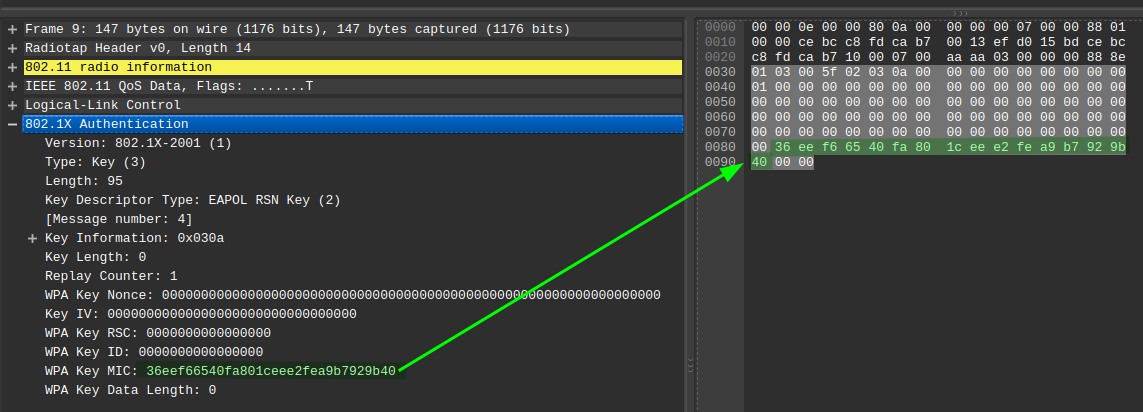 Frame 9: 147 bytes on wire (1176 bits), 147 bytes captured (1176 bits)
Radiotap Header v0, Length 14
802.11 radio information
IEEE 802.11 QoS Data, Flags: .......T
Logical-Link Control
802.1X Authentication
Version: 802.1X-2001 (1)
Type: Key (3)
Length: 95
Key Descriptor Type: EAPOL RSN Key (2)
[Message number: 4]
Key Information: 0x030a
Key Length: 0
Replay Counter: 1
WPA Key Nonce: 0000000000000000000000000000000000000000000000000000000000000000
Key IV: 00000000000000000000000000000000
WPA Key RSC: 0000000000000000
WPA Key ID: 0000000000000000
WPA Key MIC: 36eef66540fa801ceee2fea9b7929b40
WPA Key Data Length: 0
0000 00 00 0e 00 00 80 0a 00 00 00 00 07 00 00 88 01
0010 00 00 ce bc c8 fd ca b7 00 13 ef d0 15 bd ce bc
0020 c8 fd ca b7 10 00 07 00 aa aa 03 00 00 00 88 8e
0030 01 03 00 5f 02 03 0a 00 00 00 00 00 00 00 00 00
0040 01 00 00 00 00 00 00 00 00 00 00 00 00 00 00 00
0050 00 00 00 00 00 00 00 00 00 00 00 00 00 00 00 00
0060 00 00 00 00 00 00 00 00 00 00 00 00 00 00 00 00
0070 00 00 00 00 00 00 00 00 00 00 00 00 00 00 00 00
0080 00 36 ee f6 65 40 fa 80 1c ee e2 fe a9 b7 92 9b
0090 40 00 00